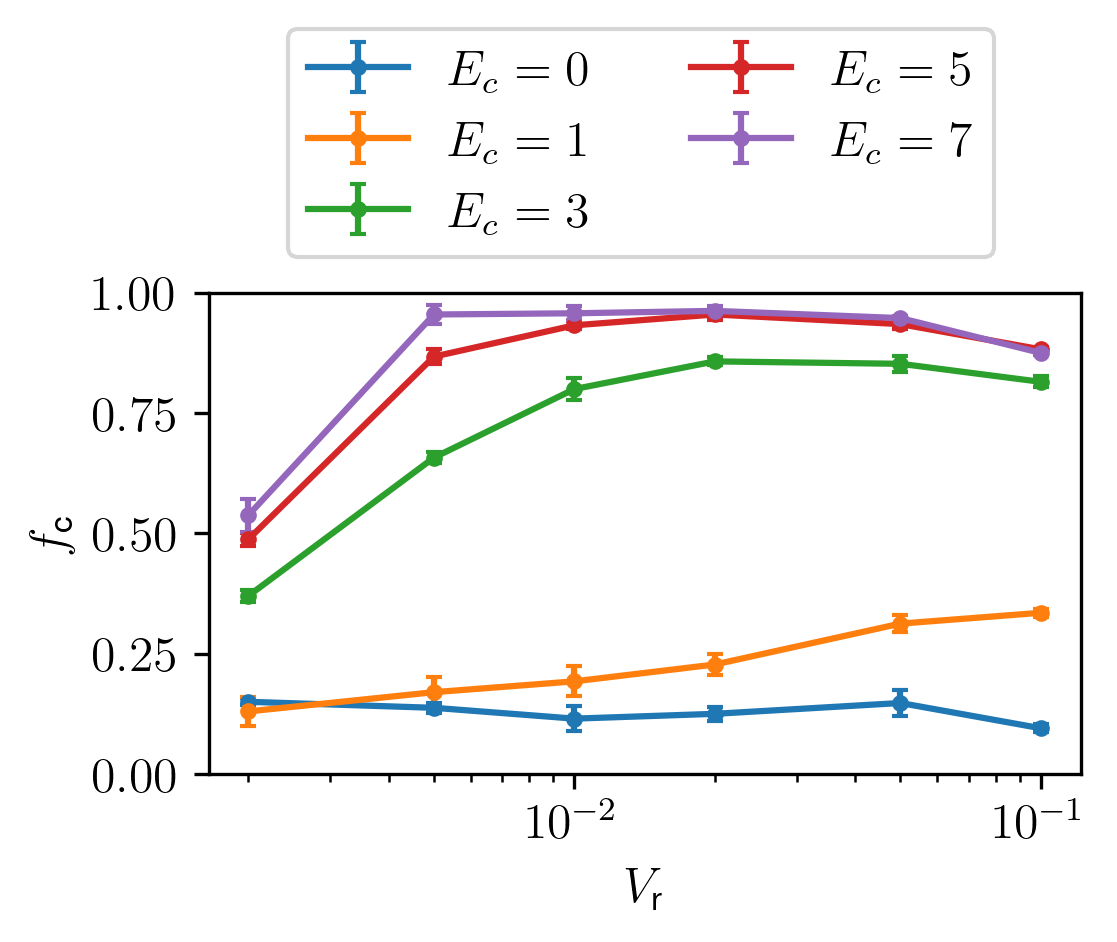 E_c = 0
E_c = 1
E_c = 3
E_c = 5
E_c = 7
1.00
0.75
0.50
0.25
0.00
f_c
10^{-2}
10^{-1}
V_r